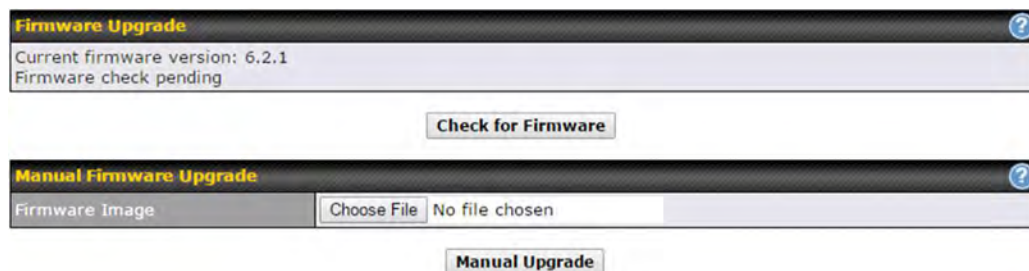 Firmware Upgrade
Current firmware version: 6.2.1
Firmware check pending
Check for Firmware
Manual Firmware Upgrade
Firmware Image Choose File No file chosen
Manual Upgrade